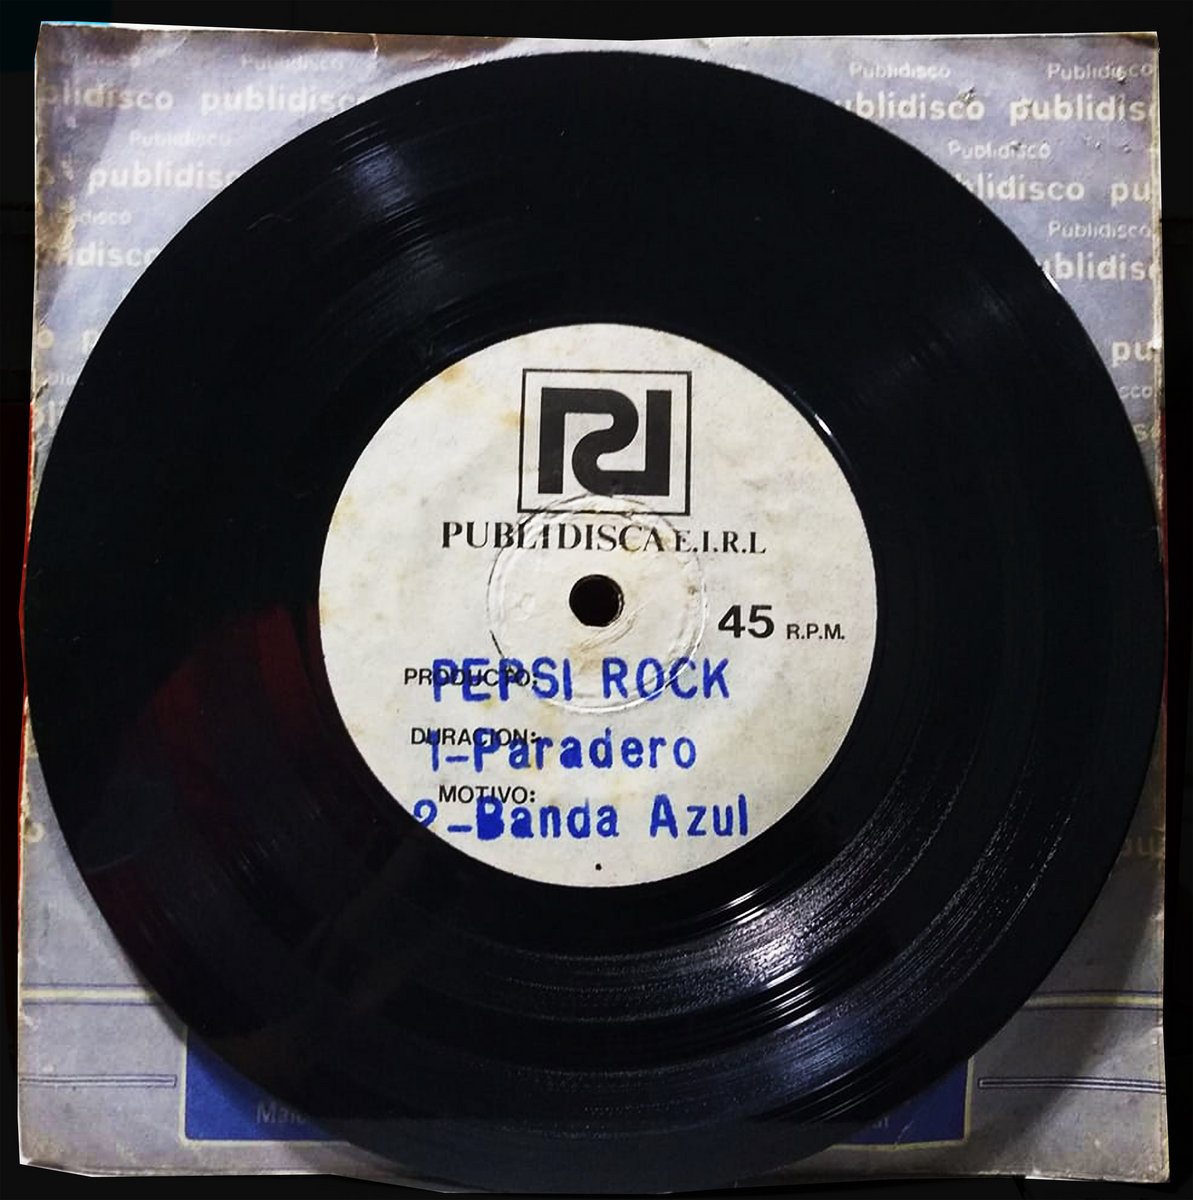 Publidisco Publidisco Publidisco
publidisco Publidisco publidisco
Publidisco Publidisco
publidisco
Publidisco
PUBLIDISCA E.I.R.L
45 R.P.M.
PRODUCTO: PEPSI ROCK
DURACION: 1-Paradero
MOTIVO: 2-Banda Azul